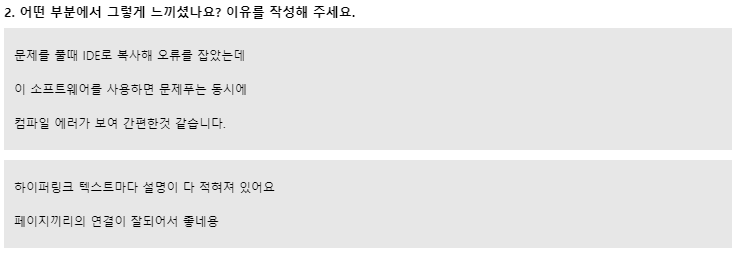 2. 어떤 부분에서 그렇게 느끼셨나요? 이유를 작성해 주세요.
문제를 풀때 IDE로 복사해 오류를 잡았는데
이 소프트웨어를 사용하면 문제푸는 동시에
컴파일 에러가 보여 간편한것 같습니다.
하이퍼링크 텍스트마다 설명이 다 적혀져 있어요
페이지끼리의 연결이 잘되어서 좋네용